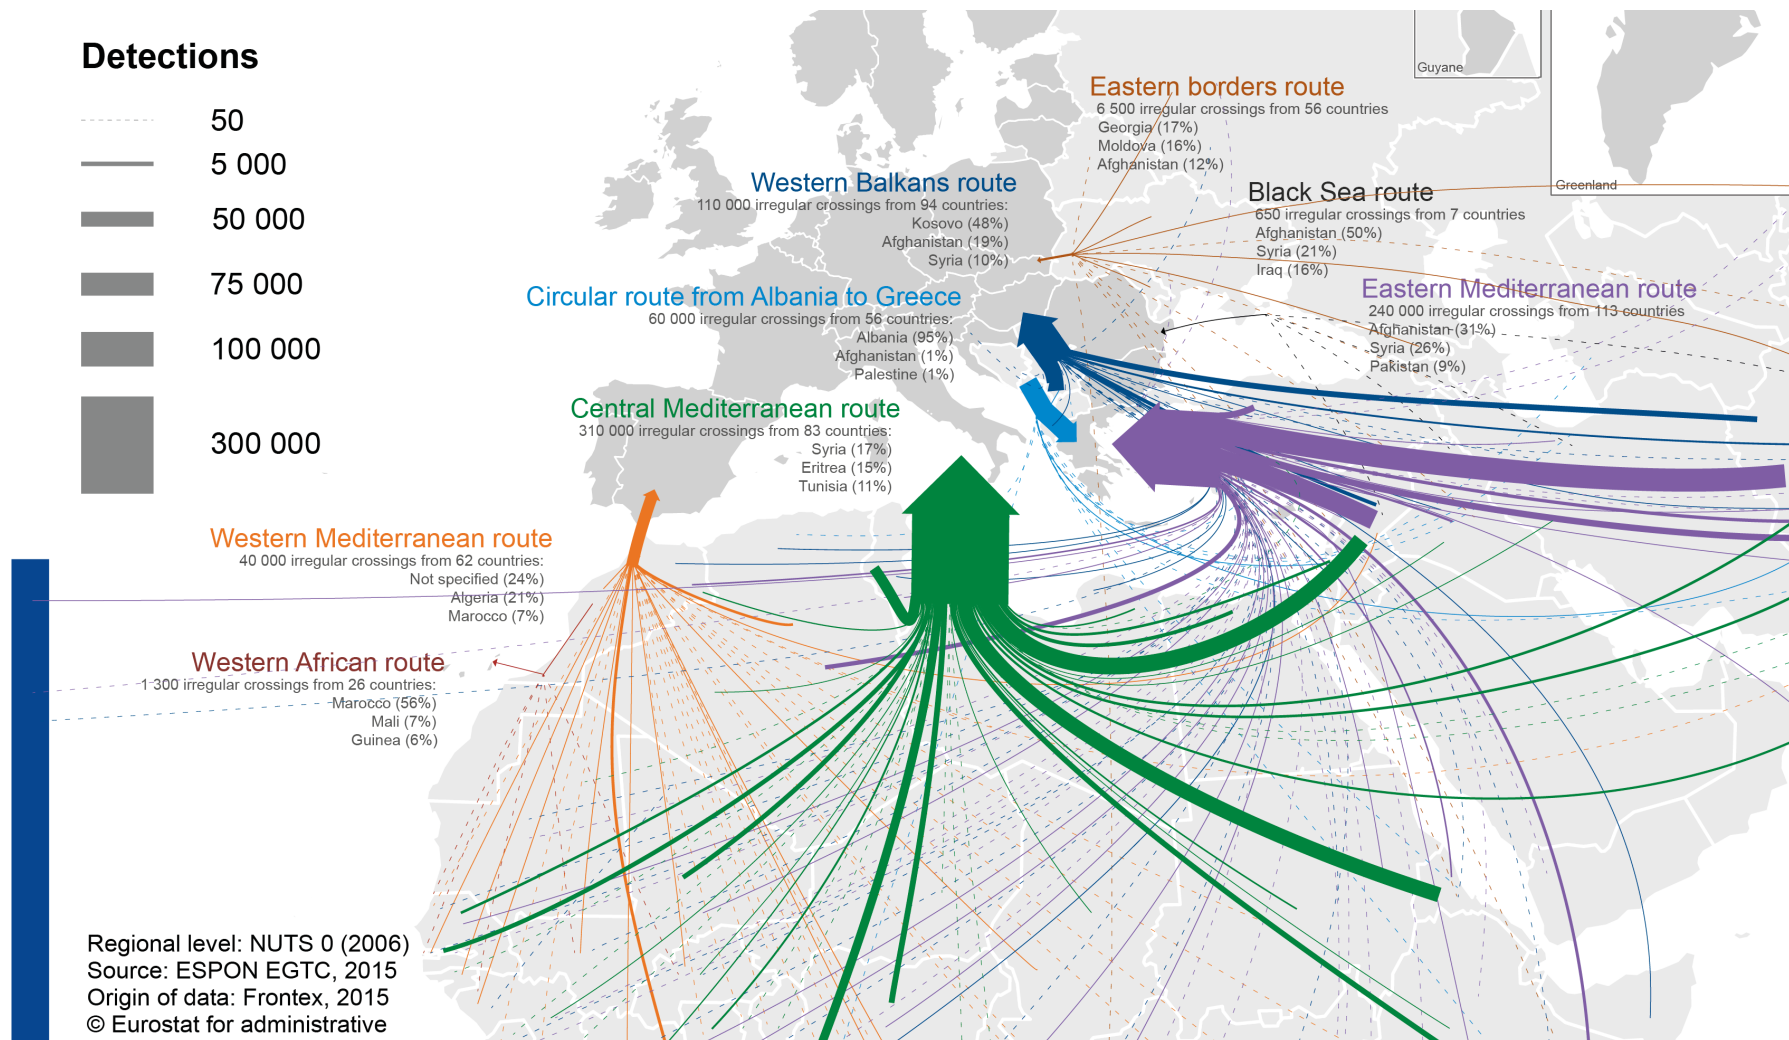 Detections
50
5 000
50 000
75 000
100 000
300 000
Guyane
Greenland
Eastern borders route
6 500 irregular crossings from 56 countries
Georgia (17%)
Moldova (16%)
Afghanistan (12%)
Western Balkans route
110 000 irregular crossings from 94 countries:
Kosovo (48%)
Afghanistan (19%)
Syria (10%)
Black Sea route
650 irregular crossings from 7 countries
Afghanistan (50%)
Syria (21%)
Iraq (16%)
Circular route from Albania to Greece
60 000 irregular crossings from 56 countries:
Albania (95%)
Afghanistan (1%)
Palestine (1%)
Eastern Mediterranean route
240 000 irregular crossings from 113 countries
Afghanistan (31%)
Syria (26%)
Pakistan (9%)
Central Mediterranean route
310 000 irregular crossings from 83 countries:
Syria (17%)
Eritrea (15%)
Tunisia (11%)
Western Mediterranean route
40 000 irregular crossings from 62 countries:
Not specified (24%)
Algeria (21%)
Marocco (7%)
Western African route
1 300 irregular crossings from 26 countries:
Marocco (56%)
Mali (7%)
Guinea (6%)
Regional level: NUTS 0 (2006)
Source: ESPON EGTC, 2015
Origin of data: Frontex, 2015
© Eurostat for administrative